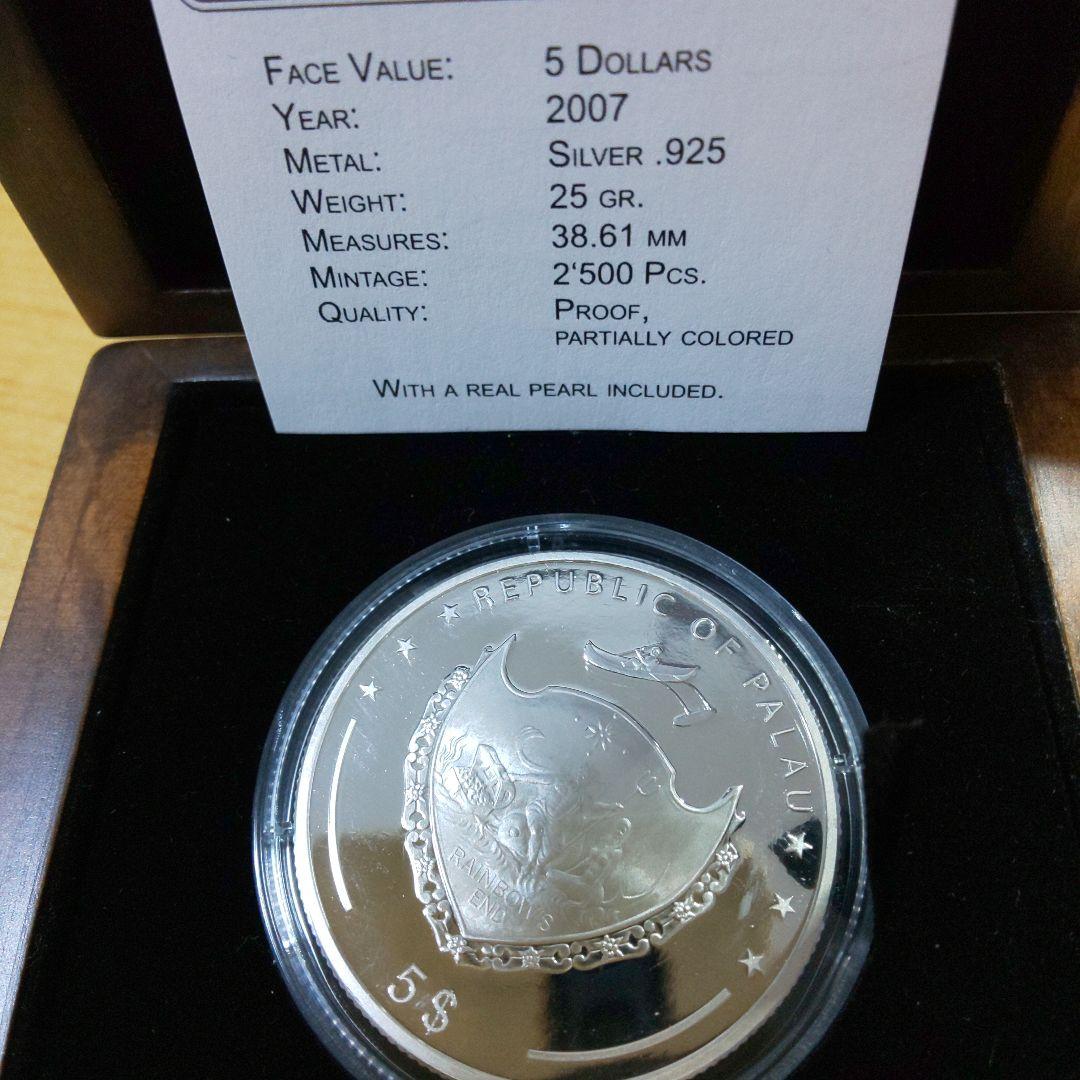 FACE VALUE: 5 DOLLARS
YEAR: 2007
METAL: SILVER .925
WEIGHT: 25 GR.
MEASURES: 38.61 MM
MINTAGE: 2‘500 PCS.
QUALITY: PROOF,
PARTIALLY COLORED
WITH A REAL PEARL INCLUDED.
REPUBLIC OF PALAU
RAINBOW'S
END
5 $